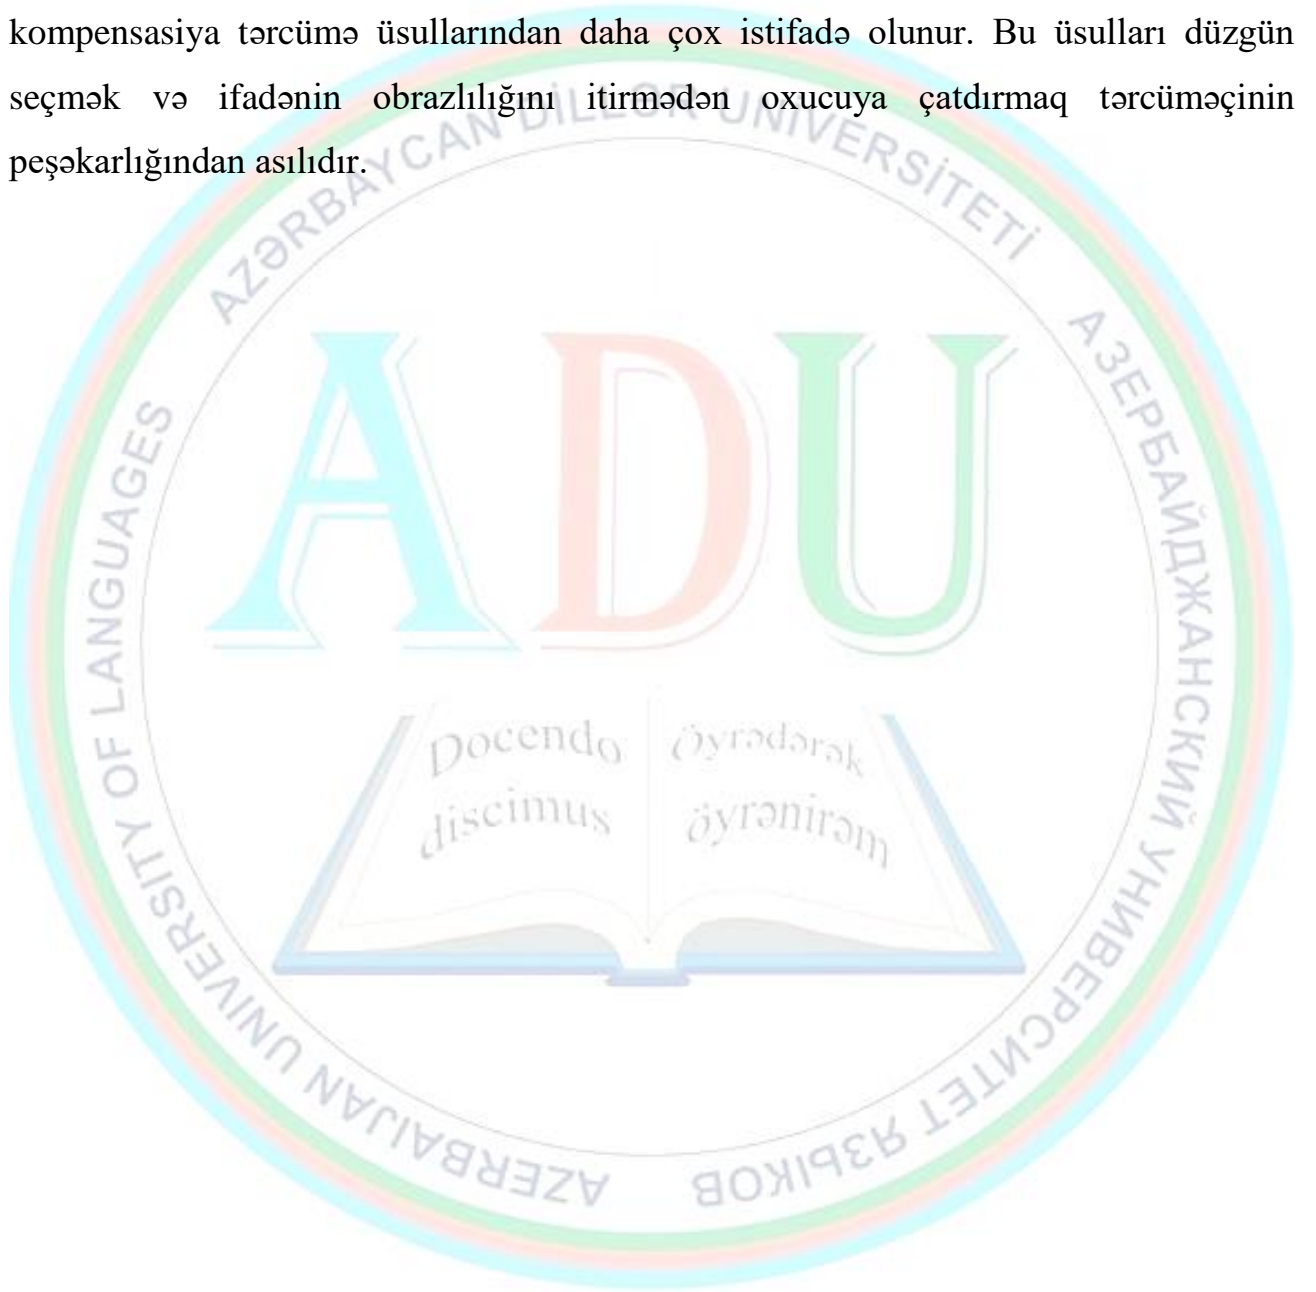 kompensasiya tərcümə üsullarından daha çox istifadə olunur. Bu üsulları düzgün
seçmək və ifadənin obrazlılığını itirmədən oxucuya çatdırmaq tərcüməçinin
peşəkarlığından asılıdır.
AZƏRBAYCAN DİLLƏR UNİVERSİTETİ
АЗЕРБАЙДЖАНСКИЙ УНИВЕРСИТЕТ ЯЗЫКОВ
AZERBAIJAN UNIVERSITY OF LANGUAGES
ADU
Docendo
discimus
Öyrədərək
öyrənirəm